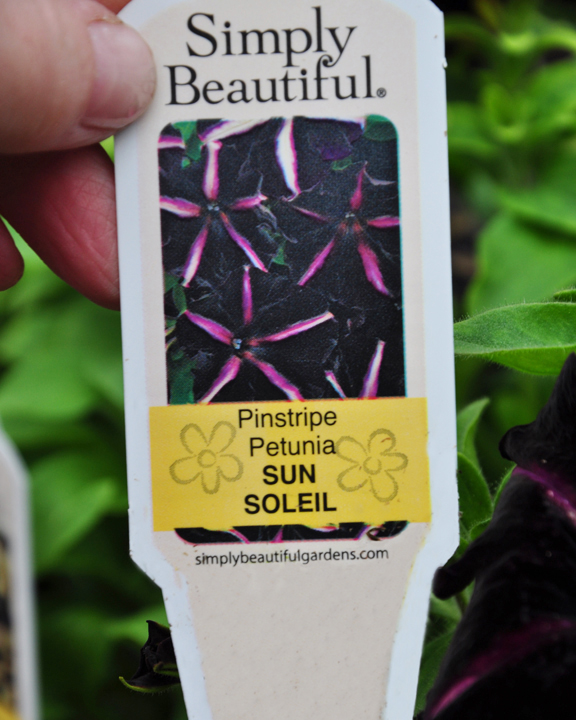 Simply
Beautiful®
Pinstripe
Petunia
SUN
SOLEIL
simplybeautifulgardens.com